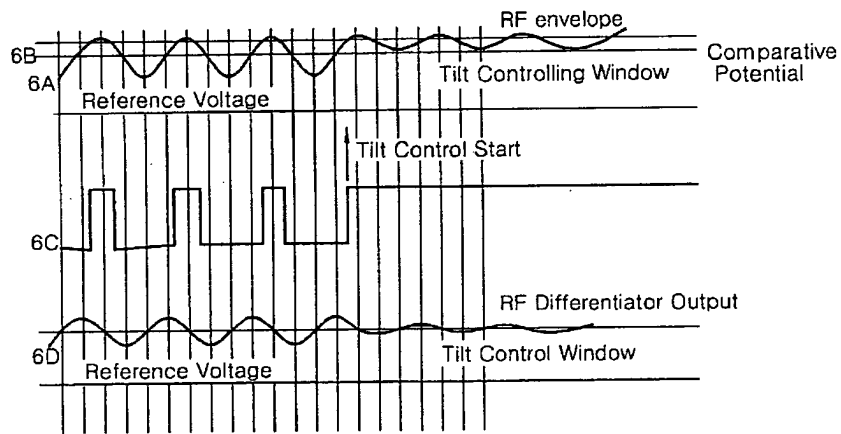 RF envelope
6B
Comparative
Potential
6A
Tilt Controlling Window
Reference Voltage
Tilt Control Start
6C
RF Differentiator Output
6D
Tilt Control Window
Reference Voltage